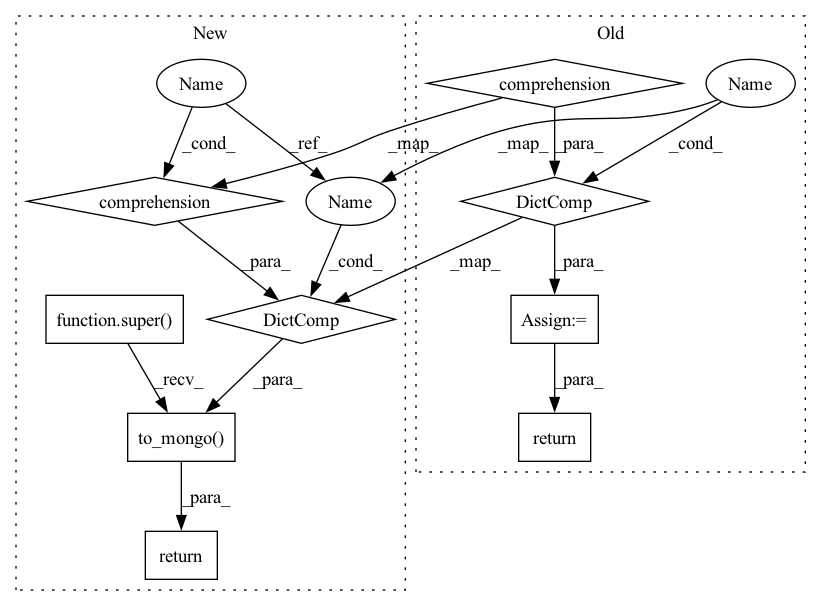 New
Old
Name
comprehension
Name
_cond_
_ref_
_map_
_map_
_para_
_cond_
comprehension
Name
DictComp
_para_
_cond_
_map_
_para_
function.super()
DictComp
Assign:=
_recv_
_para_
_para_
to_mongo()
return
_para_
return